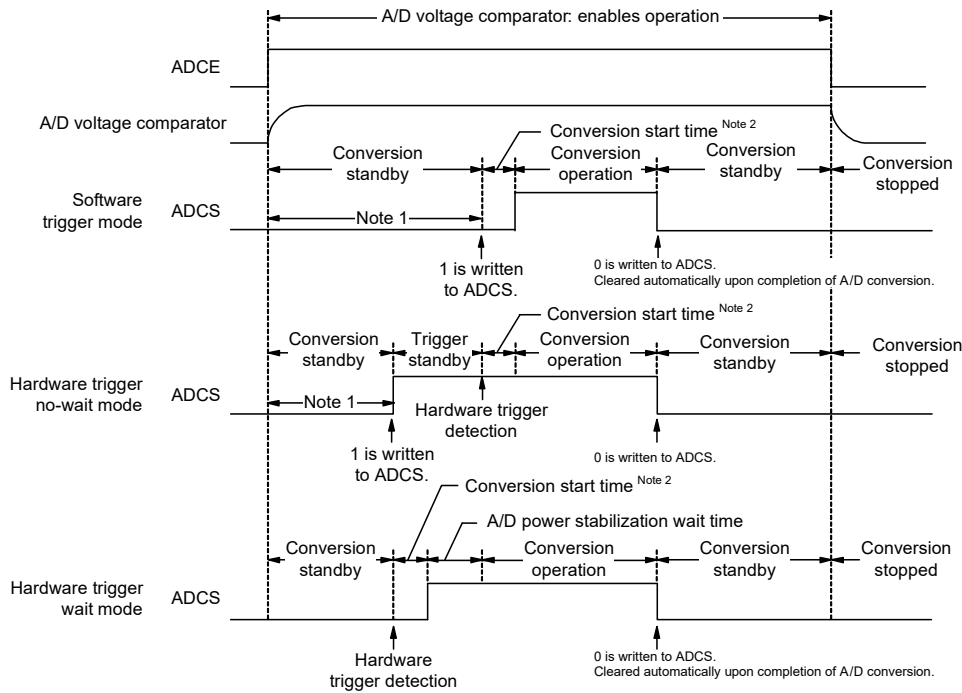 A/D voltage comparator: enables operation
ADCE
A/D voltage comparator
Conversion start time Note 2
Conversion standby
Conversion operation
Conversion standby
Conversion stopped
Software trigger mode
ADCS
Note 1
1 is written to ADCS.
0 is written to ADCS.
Cleared automatically upon completion of A/D conversion.
Conversion start time Note 2
Conversion standby
Trigger standby
Conversion operation
Conversion standby
Conversion stopped
Hardware trigger no-wait mode
ADCS
Note 1
Hardware trigger detection
1 is written to ADCS.
0 is written to ADCS.
Conversion start time Note 2
A/D power stabilization wait time
Conversion standby
Conversion operation
Conversion standby
Conversion stopped
Hardware trigger wait mode
ADCS
Hardware trigger detection
0 is written to ADCS.
Cleared automatically upon completion of A/D conversion.